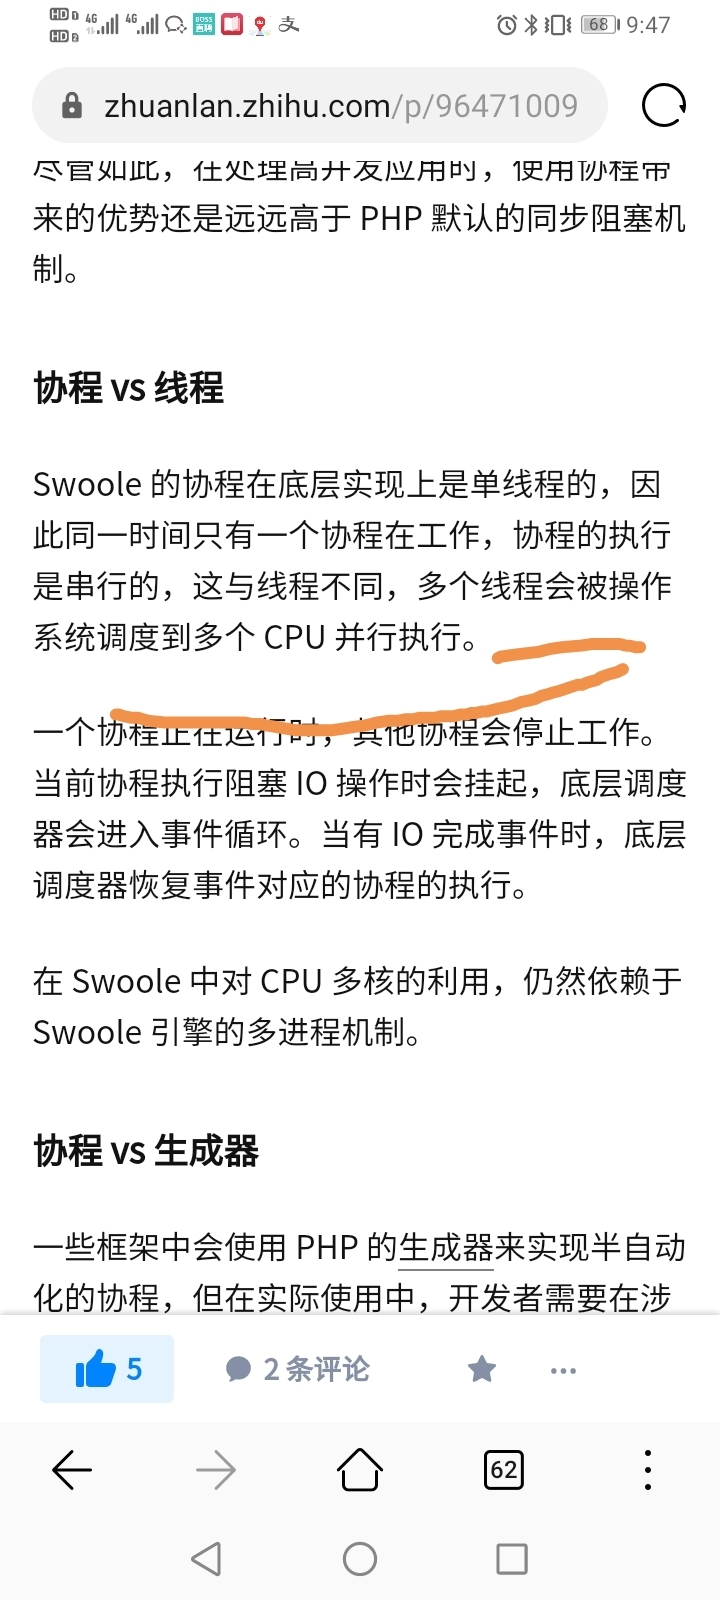 HD 1 4G 4G BOSS 直聘 du 支 68 9:47
HD 2
zhuanlan.zhihu.com/p/96471009
尽管如此，在处理高并发应用时，使用协程带
来的优势还是远远高于 PHP 默认的同步阻塞机
制。
协程 vs 线程
Swoole 的协程在底层实现上是单线程的，因
此同一时间只有一个协程在工作，协程的执行
是串行的，这与线程不同，多个线程会被操作
系统调度到多个 CPU 并行执行。
一个协程正在运行时，其他协程会停止工作。
当前协程执行阻塞 IO 操作时会挂起，底层调度
器会进入事件循环。当有 IO 完成事件时，底层
调度器恢复事件对应的协程的执行。
在 Swoole 中对 CPU 多核的利用，仍然依赖于
Swoole 引擎的多进程机制。
协程 vs 生成器
一些框架中会使用 PHP 的生成器来实现半自动
化的协程，但在实际使用中，开发者需要在涉
5 2 条评论
62